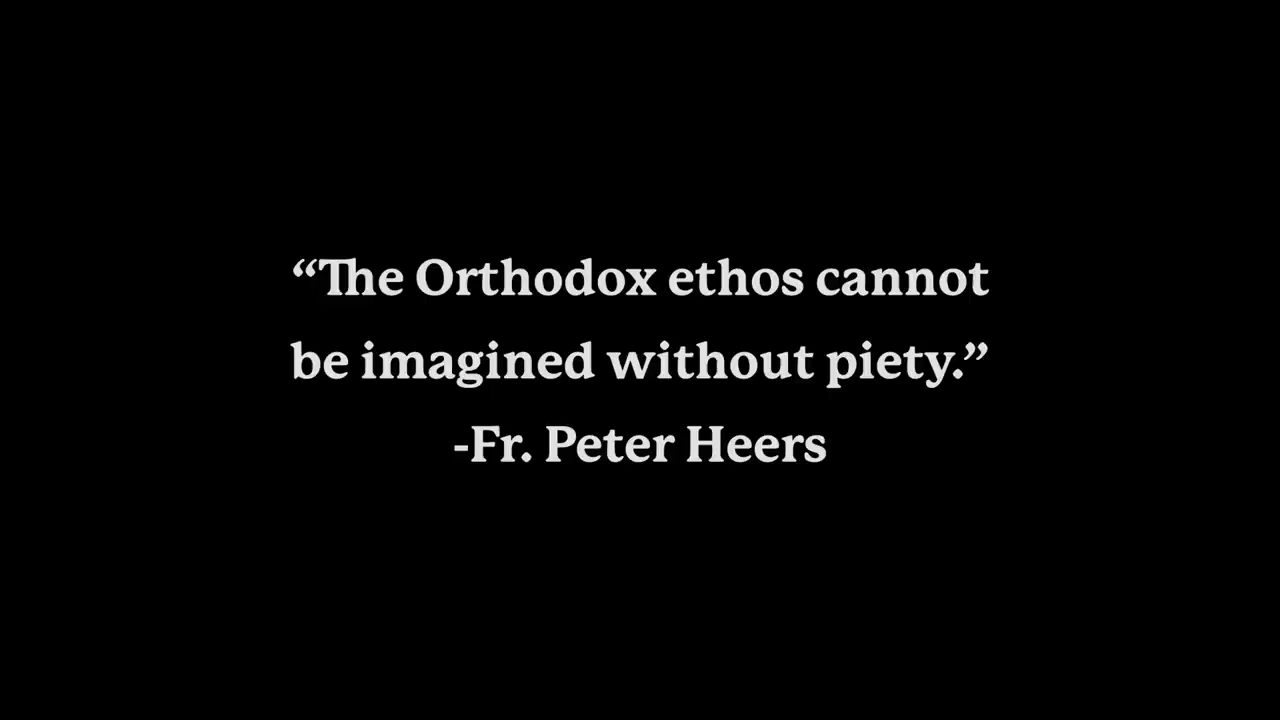 “The Orthodox ethos cannot
be imagined without piety.”
-Fr. Peter Heers